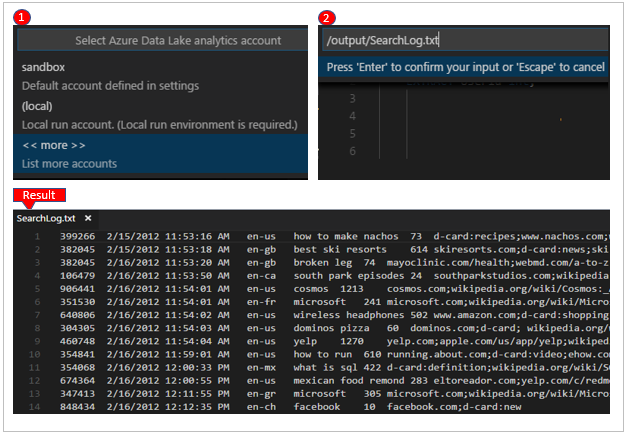 1
Select Azure Data Lake analytics account
sandbox
Default account defined in settings
(local)
Local run account. (Local run environment is required.)
<< more >>
List more accounts
2
/output/SearchLog.txt
Press 'Enter' to confirm your input or 'Escape' to cancel
3
4
5
6
Result
SearchLog.txt ×
1 399266 2/15/2012 11:53:16 AM en-us how to make nachos 73 d-card:recipes;www.nachos.com;
2 382045 2/15/2012 11:53:18 AM en-gb best ski resorts 614 skiresorts.com;d-card:news;ski
3 382045 2/16/2012 11:53:20 AM en-gb broken leg 74 mayoclinic.com/health;webmd.com/a-to-z
4 106479 2/16/2012 11:53:50 AM en-ca south park episodes 24 southparkstudios.com;wikipedia
5 906441 2/16/2012 11:54:01 AM en-us cosmos 1213 cosmos.com;wikipedia.org/wiki/Cosmos:_
6 351530 2/16/2012 11:54:01 AM en-fr microsoft 241 microsoft.com;wikipedia.org/wiki/Micro
7 640806 2/16/2012 11:54:02 AM en-us wireless headphones 502 www.amazon.com;d-card:shopping
8 304305 2/16/2012 11:54:03 AM en-us dominos pizza 60 dominos.com;d-card; wikipedia.org/
9 460748 2/16/2012 11:54:04 AM en-us yelp 1270 yelp.com;apple.com/us/app/yelp;wikiped
10 354841 2/16/2012 11:59:01 AM en-us how to run 610 running.about.com;d-card:video;ehow.co
11 354068 2/16/2012 12:00:33 PM en-mx what is sql 422 d-card:definition;wikipedia.org/wiki/S
12 674364 2/16/2012 12:00:55 PM en-us mexican food remond 283 eltoreador.com;yelp.com/c/redm
13 347413 2/16/2012 12:11:55 PM en-gr microsoft 305 microsoft.com;wikipedia.org/wiki/Micro
14 848434 2/16/2012 12:12:35 PM en-ch facebook 10 facebook.com;d-card:new